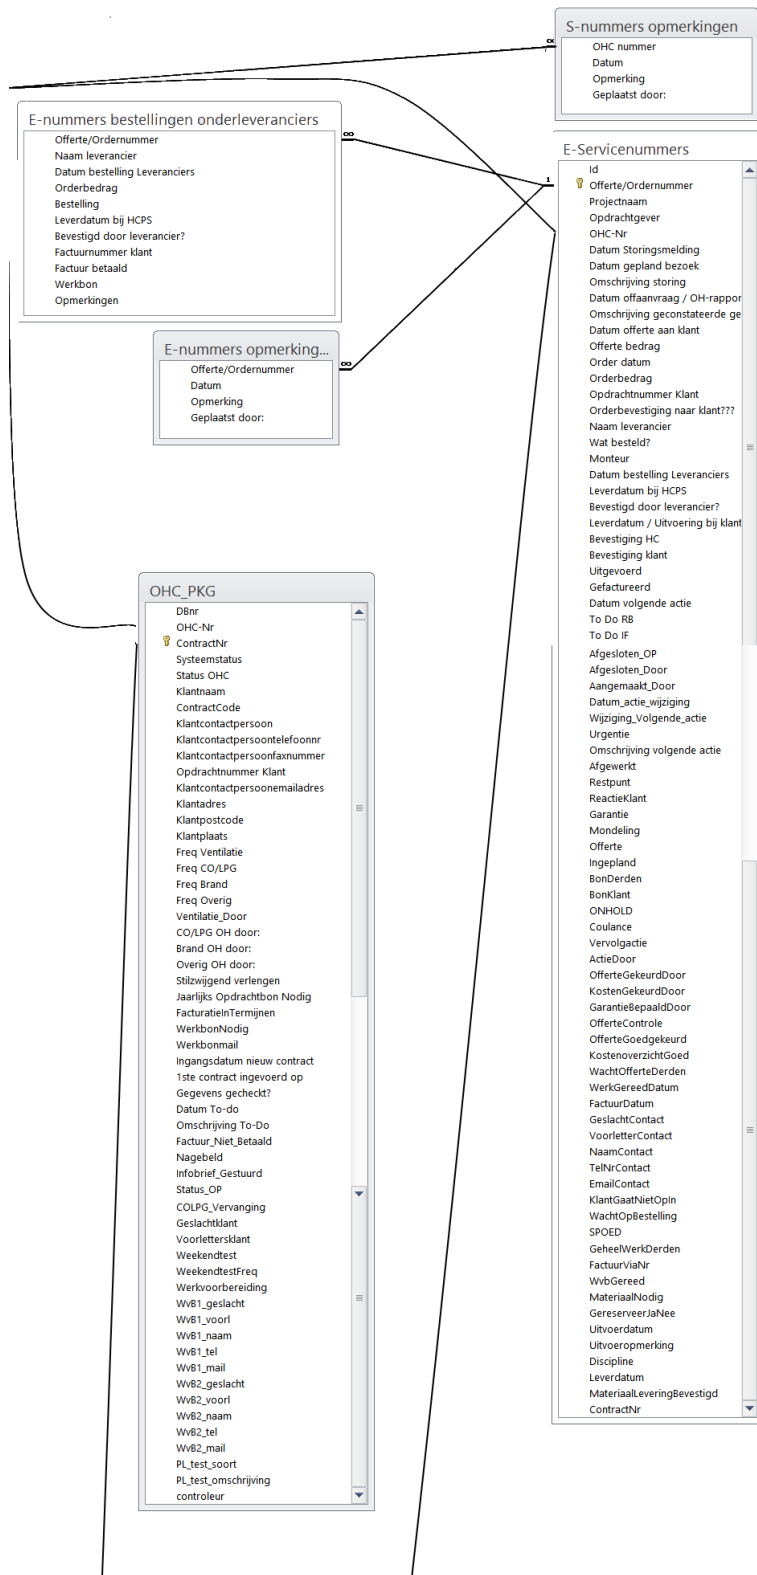 S-nummers opmerkingen
OHC nummer
Datum
Opmerking
Geplaatst door:
E-nummers bestellingen onderleveranciers
Offerte/Ordernummer
Naam leverancier
Datum bestelling Leveranciers
Orderbedrag
Bestelling
Leverdatum bij HCPS
Bevestigd door leverancier?
Factuurnummer klant
Factuur betaald
Werkbon
Opmerkingen
E-nummers opmerking...
Offerte/Ordernummer
Datum
Opmerking
Geplaatst door:
E-Servicenummers
Id
Offerte/Ordernummer
Projectnaam
Opdrachtgever
OHC-Nr
Datum Storingsmelding
Datum gepland bezoek
Omschrijving storing
Datum offaanvraag / OH-rappor
Omschrijving geconstateerde ge
Datum offerte aan klant
Offerte bedrag
Order datum
Orderbedrag
Opdrachtnummer Klant
Orderbevestiging naar klant???
Naam leverancier
Wat besteld?
Monteur
Datum bestelling Leveranciers
Leverdatum bij HCPS
Bevestigd door leverancier?
Leverdatum / Uitvoering bij klant
Bevestiging HC
Bevestiging klant
Uitgevoerd
Gefactureerd
Datum volgende actie
To Do RB
To Do IF
Afgesloten_OP
Afgesloten_Door
Aangemaakt_Door
Datum_actie_wijziging
Wijziging_Volgende_actie
Urgentie
Omschrijving volgende actie
Afgewerkt
Restpunt
ReactieKlant
Garantie
Mondeling
Offerte
Ingepland
BonDerden
BonKlant
ONHOLD
Coulance
Vervolgactie
ActieDoor
OfferteGekeurdDoor
KostenGekeurdDoor
GarantieBepaaldDoor
OfferteControle
OfferteGoedgekeurd
KostenoverzichtGoed
WachtOfferteDerden
WerkGereedDatum
FactuurDatum
GeslachtContact
VoorletterContact
NaamContact
TelNrContact
EmailContact
KlantGaatNietOpIn
WachtOpBestelling
SPOED
GeheelWerkDerden
FactuurViaNr
WvbGereed
MateriaalNodig
GereserveerJaNee
Uitvoerdatum
Uitvoeropmerking
Discipline
Leverdatum
MateriaalLeveringBevestigd
ContractNr
OHC_PKG
DBnr
OHC-Nr
ContractNr
Systeemstatus
Status OHC
Klantnaam
ContractCode
Klantcontactpersoon
Klantcontactpersoontelefoonnr
Klantcontactpersoonfaxnummer
Opdrachtnummer Klant
Klantcontactpersoonemailadres
Klantadres
Klantpostcode
Klantplaats
Freq Ventilatie
Freq CO/LPG
Freq Brand
Freq Overig
Ventilatie_Door
CO/LPG OH door:
Brand OH door:
Overig OH door:
Stilzwijgend verlengen
Jaarlijks Opdrachtbon Nodig
FacturatieInTermijnen
WerkbonNodig
Werkbonmail
Ingangsdatum nieuw contract
1ste contract ingevoerd op
Gegevens gecheckt?
Datum To-do
Omschrijving To-Do
Factuur_Niet_Betaald
Nagebeld
Infobrief_Gestuurd
Status_OP
COLPG_Vervanging
Geslachtklant
Voorlettersklant
Weekendtest
WeekendtestFreq
Werkvoorbereiding
WvB1_geslacht
WvB1_voorl
WvB1_naam
WvB1_tel
WvB1_mail
WvB2_geslacht
WvB2_voorl
WvB2_naam
WvB2_tel
WvB2_mail
PL_test_soort
PL_test_omschrijving
controleur